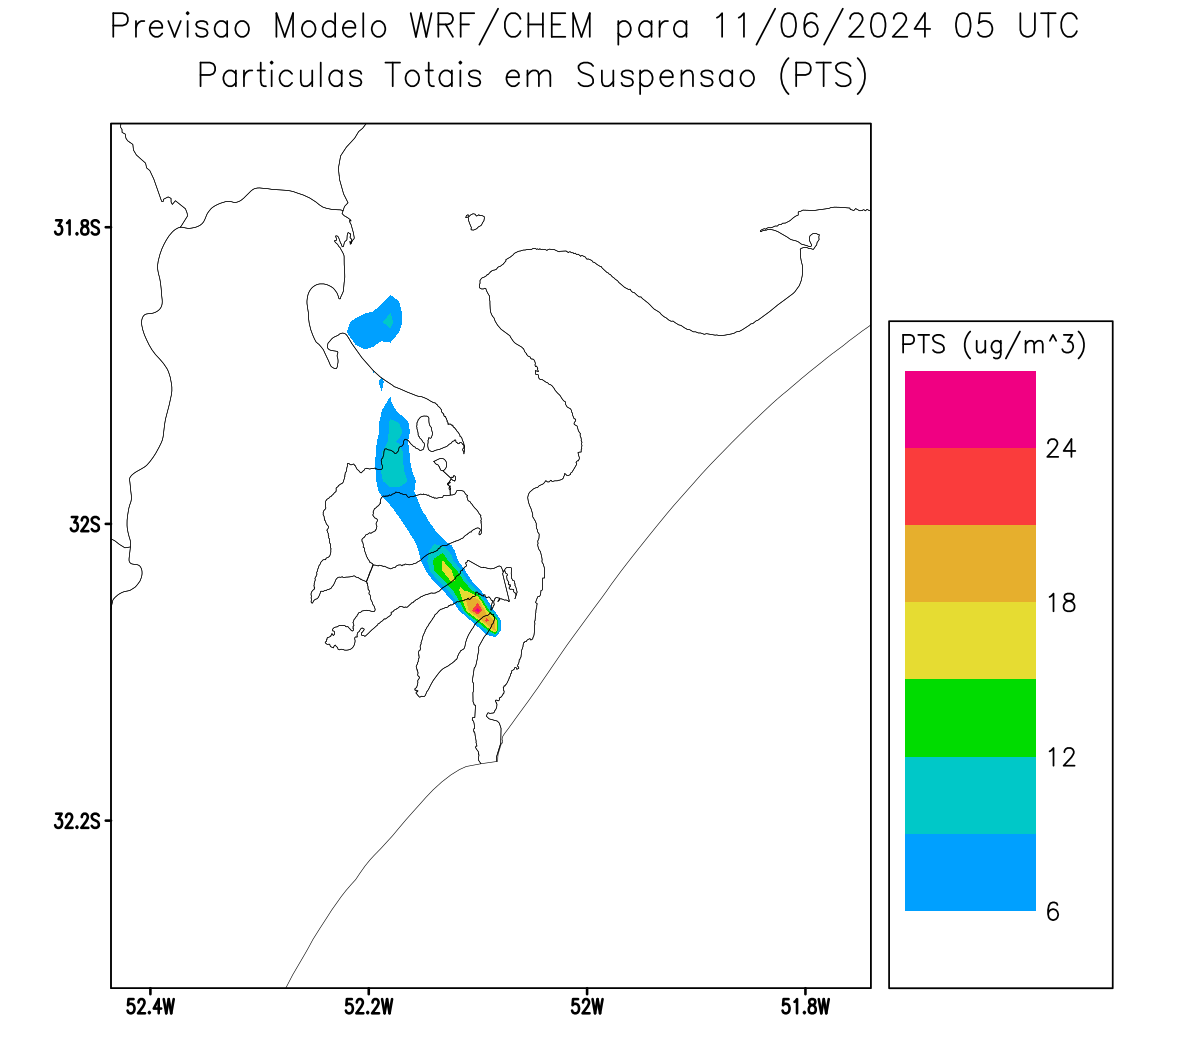 Previsao Modelo WRF/CHEM para 11/06/2024 05 UTC
Particulas Totais em Suspensao (PTS)
31.8S
32S
32.2S
52.4W 52.2W 52W 51.8W
PTS (ug/m^3)
24
18
12
6